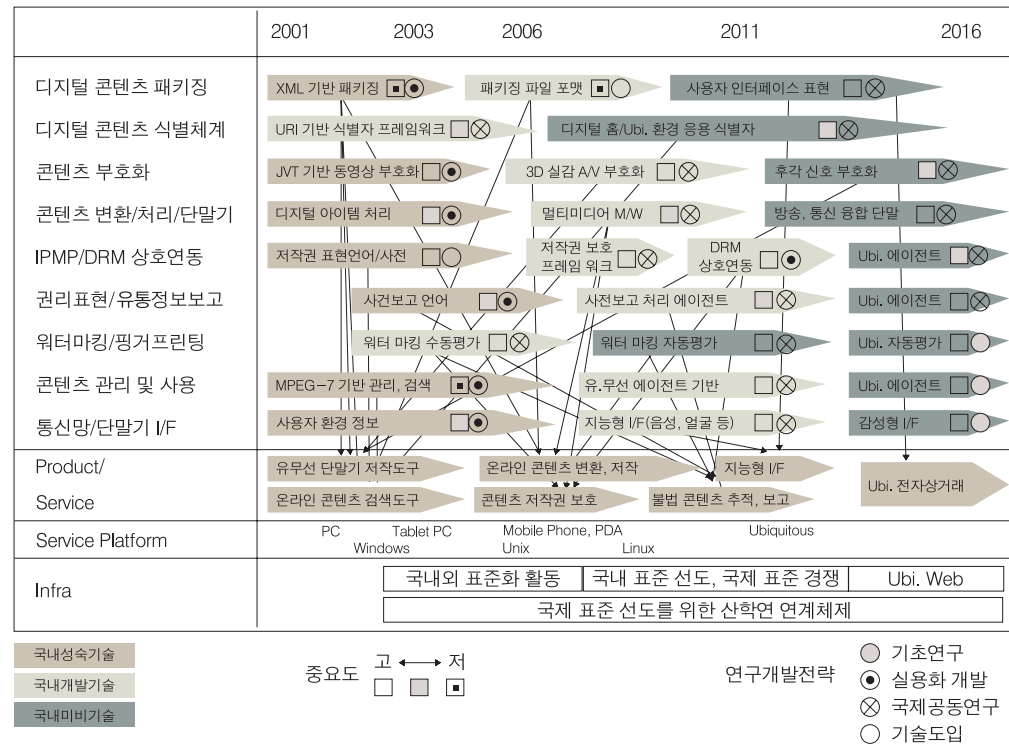 2001 2003 2006 2011 2016
디지털 콘텐츠 패키징 XML 기반 패키징 패키징 파일 포맷 사용자 인터페이스 표현
디지털 콘텐츠 식별체계 URI 기반 식별자 프레임워크 디지털 홈/Ubi. 환경 응용 식별자
콘텐츠 부호화 JVT 기반 동영상 부호화 3D 실감 A/V 부호화 후각 신호 부호화
콘텐츠 변환/처리/단말기 디지털 아이템 처리 멀티미디어 M/W 방송, 통신 융합 단말
IPMP/DRM 상호연동 저작권 표현언어/사전 저작권 보호 프레임 워크 DRM 상호연동 Ubi. 에이전트
권리표현/유통정보보고 사건보고 언어 사전보고 처리 에이전트 Ubi. 에이전트
워터마킹/핑거프린팅 워터 마킹 수동평가 워터 마킹 자동평가 Ubi. 자동평가
콘텐츠 관리 및 사용 MPEG-7 기반 관리, 검색 유.무선 에이전트 기반 Ubi. 에이전트
통신망/단말기 I/F 사용자 환경 정보 지능형 I/F(음성, 얼굴 등) 감성형 I/F
Product/ 유무선 단말기 저작도구 온라인 콘텐츠 변환, 저작 지능형 I/F Ubi. 전자상거래
Service 온라인 콘텐츠 검색도구 콘텐츠 저작권 보호 불법 콘텐츠 추적, 보고
Service Platform PC Tablet PC Mobile Phone, PDA Ubiquitous
Windows Unix Linux
Infra 국내외 표준화 활동 국내 표준 선도, 국제 표준 경쟁 Ubi. Web
국제 표준 선도를 위한 산학연 연계체제
국내성숙기술
국내개발기술
국내미비기술
중요도 고 저
연구개발전략
기초연구
실용화 개발
국제공동연구
기술도입